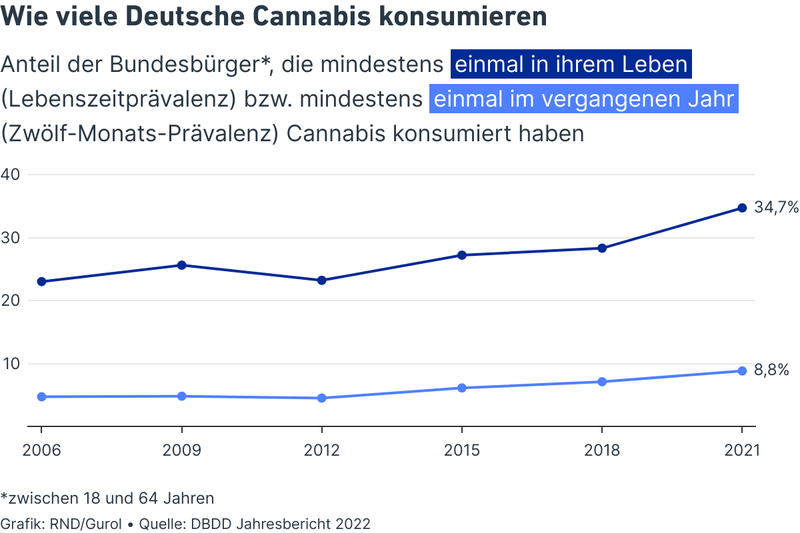 Wie viele Deutsche Cannabis konsumieren
Anteil der Bundesbürger*, die mindestens einmal in ihrem Leben
(Lebenszeitprävalenz) bzw. mindestens einmal im vergangenen Jahr
(Zwölf-Monats-Prävalenz) Cannabis konsumiert haben
40
34,7%
30
20
10
8,8%
2006 2009 2012 2015 2018 2021
*zwischen 18 und 64 Jahren
Grafik: RND/Gurol • Quelle: DBDD Jahresbericht 2022